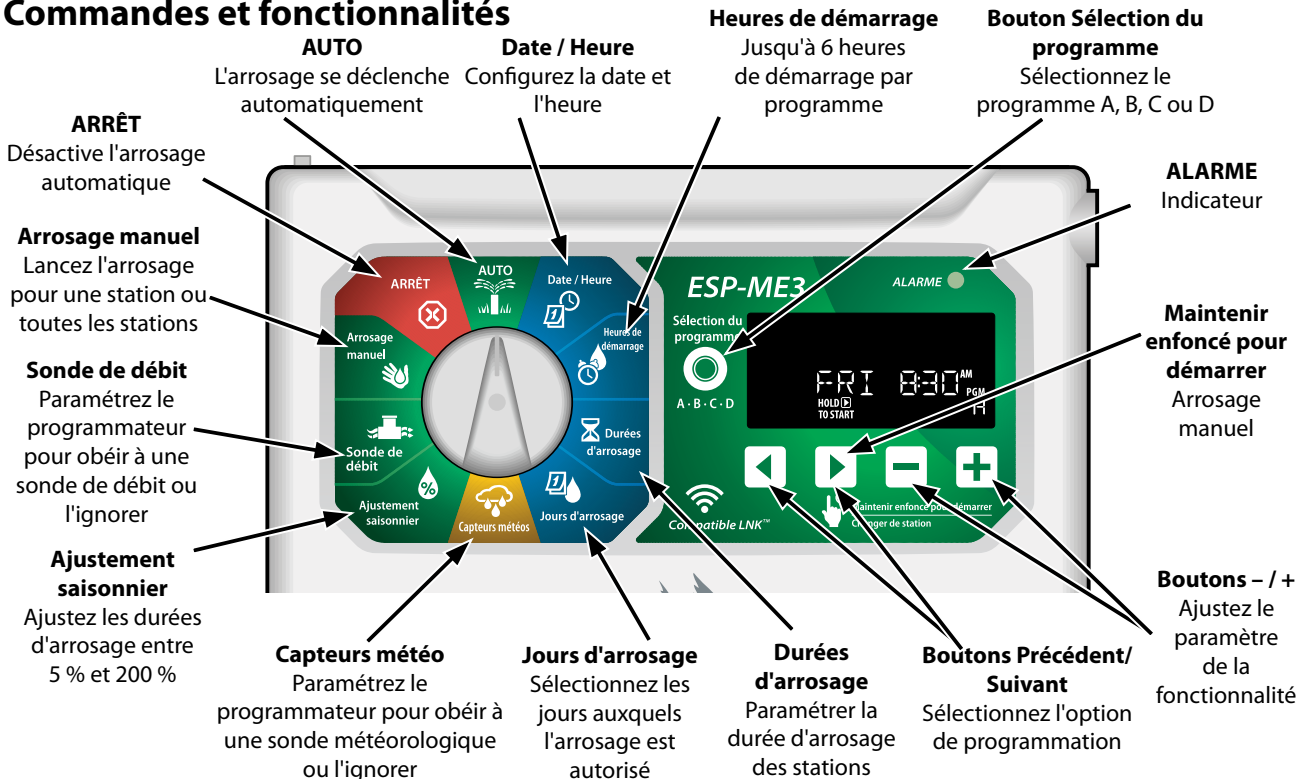 Commandes et fonctionnalités
AUTO
L'arrosage se déclenche
automatiquement
Date / Heure
Configurez la date et
l'heure
Heures de démarrage
Jusqu'à 6 heures
de démarrage par
programme
Bouton Sélection du
programme
Sélectionnez le
programme A, B, C ou D
ARRÊT
Désactive l'arrosage
automatique
ALARME
Indicateur
Arrosage manuel
Lancez l'arrosage
pour une station ou
toutes les stations
Sonde de débit
Paramétrez le
programmateur
pour obéir à une
sonde de débit ou
l'ignorer
Ajustement
saisonnier
Ajustez les durées
d'arrosage entre
5 % et 200 %
ARRÊT
AUTO
Date / Heure
Heures de
démarrage
Arrosage
manuel
Sonde de
débit
Durées
d'arrosage
Ajustement
saisonnier
%
Capteurs météos
Jours d'arrosage
ESP-ME3
ALARME
Sélection du
programme
A · B · C · D
FRI 8:30 AM
PGM
HOLD
TO START
A
Compatible LNK™
Maintenir enfoncé pour démarrer
Changer de station
Maintenir
enfoncé pour
démarrer
Arrosage
manuel
Boutons – / +
Ajustez le
paramètre
de la
fonctionnalité
Capteurs météo
Paramétrez le
programmateur pour obéir à
une sonde météorologique
ou l'ignorer
Jours d'arrosage
Sélectionnez les
jours auxquels
l'arrosage est
autorisé
Durées
d'arrosage
Paramétrer la
durée d'arrosage
des stations
Boutons Précédent/
Suivant
Sélectionnez l'option
de programmation